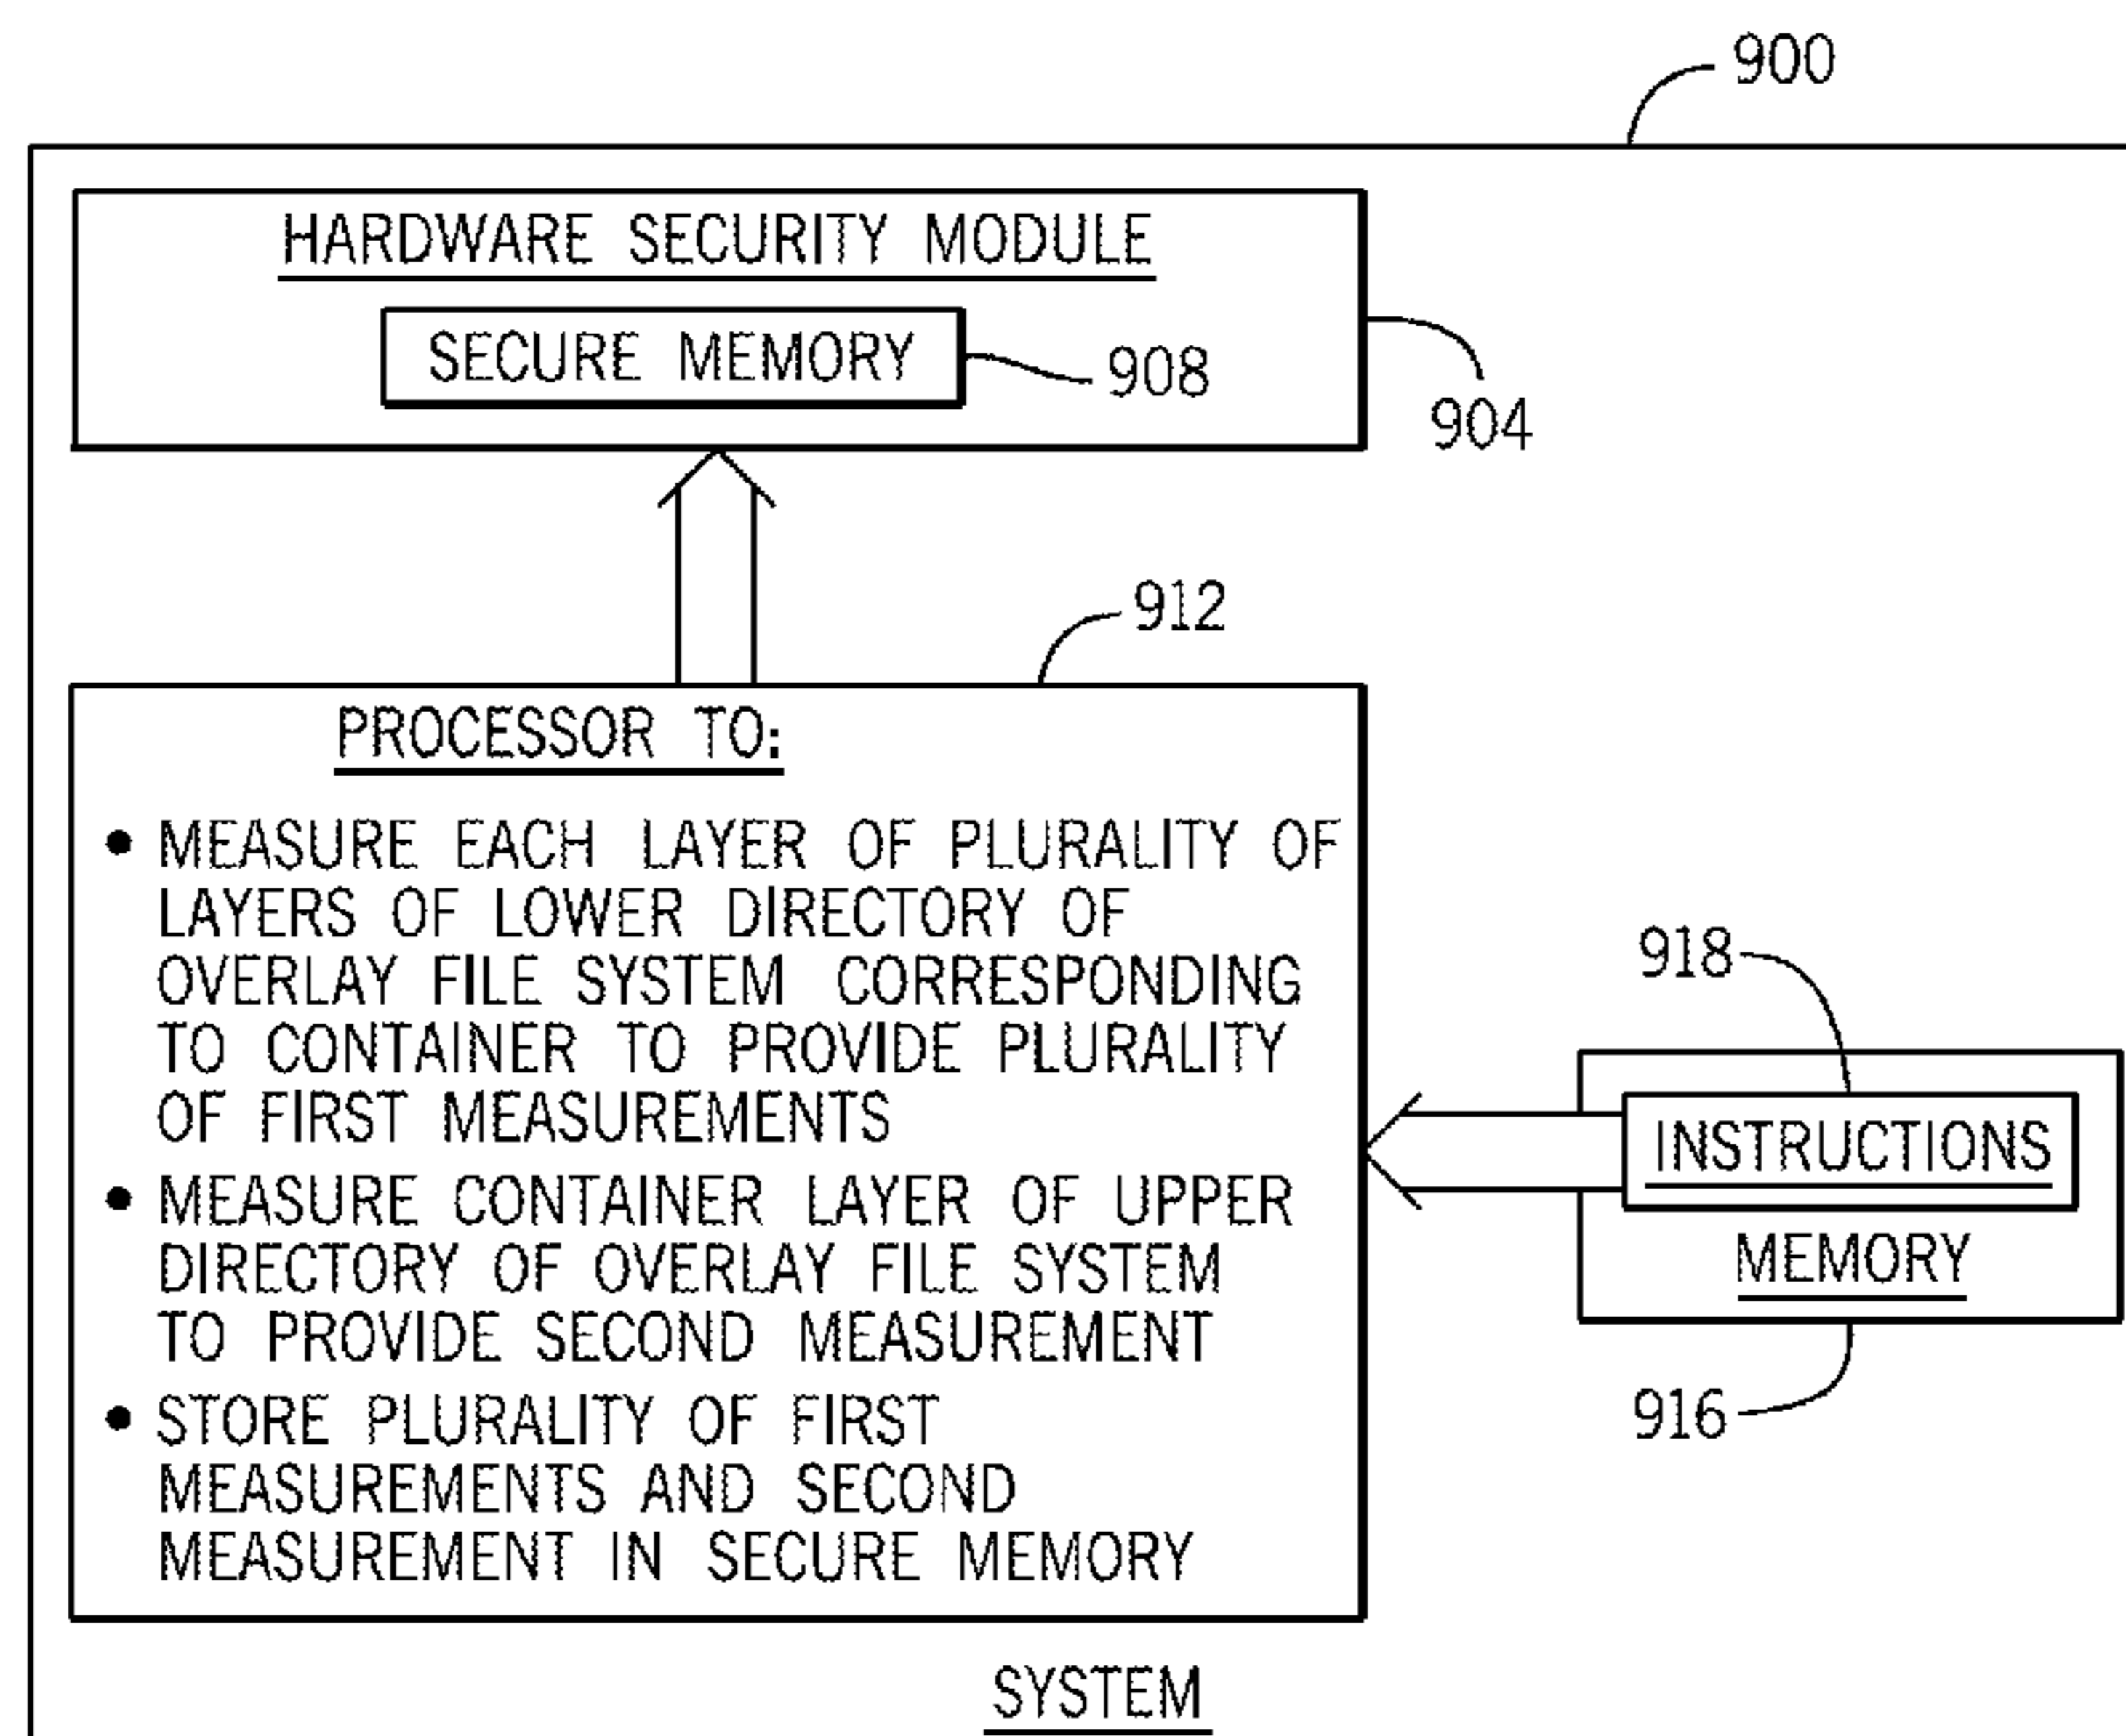 900
HARDWARE SECURITY MODULE
SECURE MEMORY
908
904
912
PROCESSOR TO:
• MEASURE EACH LAYER OF PLURALITY OF
LAYERS OF LOWER DIRECTORY OF
OVERLAY FILE SYSTEM CORRESPONDING
TO CONTAINER TO PROVIDE PLURALITY
OF FIRST MEASUREMENTS
• MEASURE CONTAINER LAYER OF UPPER
DIRECTORY OF OVERLAY FILE SYSTEM
TO PROVIDE SECOND MEASUREMENT
• STORE PLURALITY OF FIRST
MEASUREMENTS AND SECOND
MEASUREMENT IN SECURE MEMORY
918
INSTRUCTIONS
MEMORY
916
SYSTEM